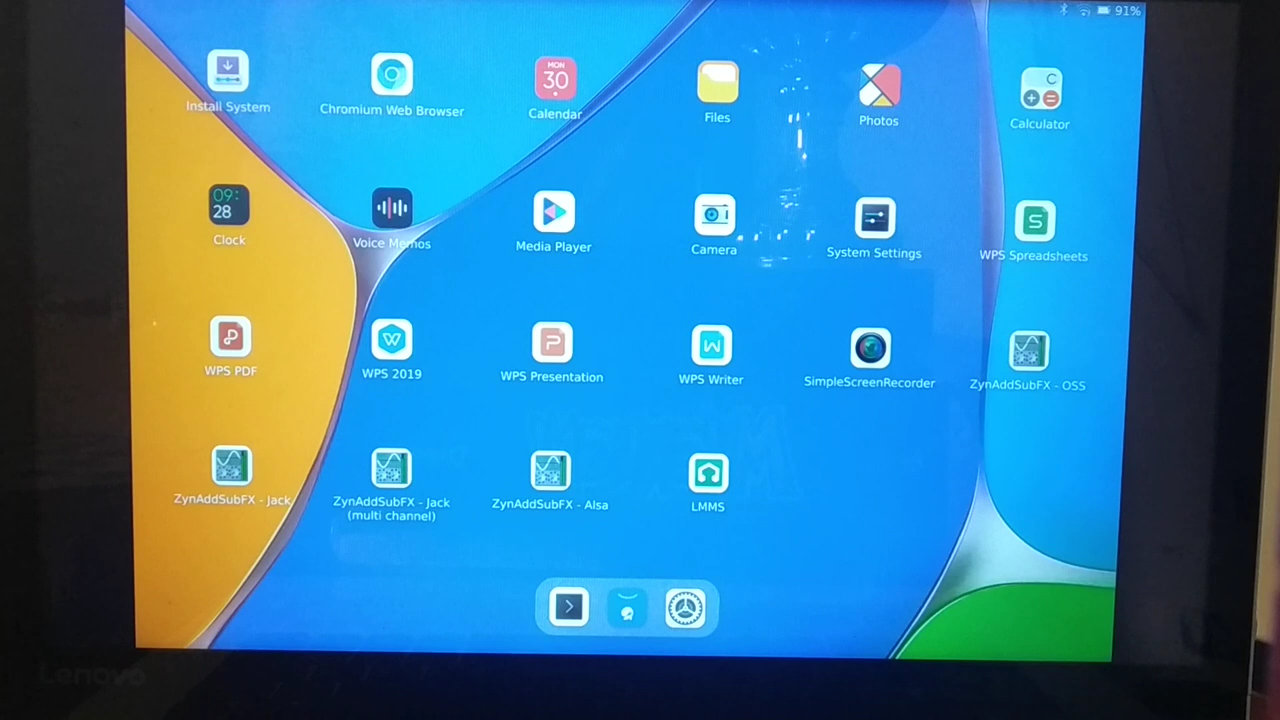 91%
Install System
Chromium Web Browser
MON
30
Calendar
Files
Photos
C
Calculator
09:
28
Clock
Voice Memos
Media Player
Camera
System Settings
S
WPS Spreadsheets
WPS PDF
W
WPS 2019
P
WPS Presentation
W
WPS Writer
SimpleScreenRecorder
ZynAddSubFX - OSS
ZynAddSubFX - Jack
ZynAddSubFX - Jack
(multi channel)
ZynAddSubFX - Alsa
LMMS
Lenovo